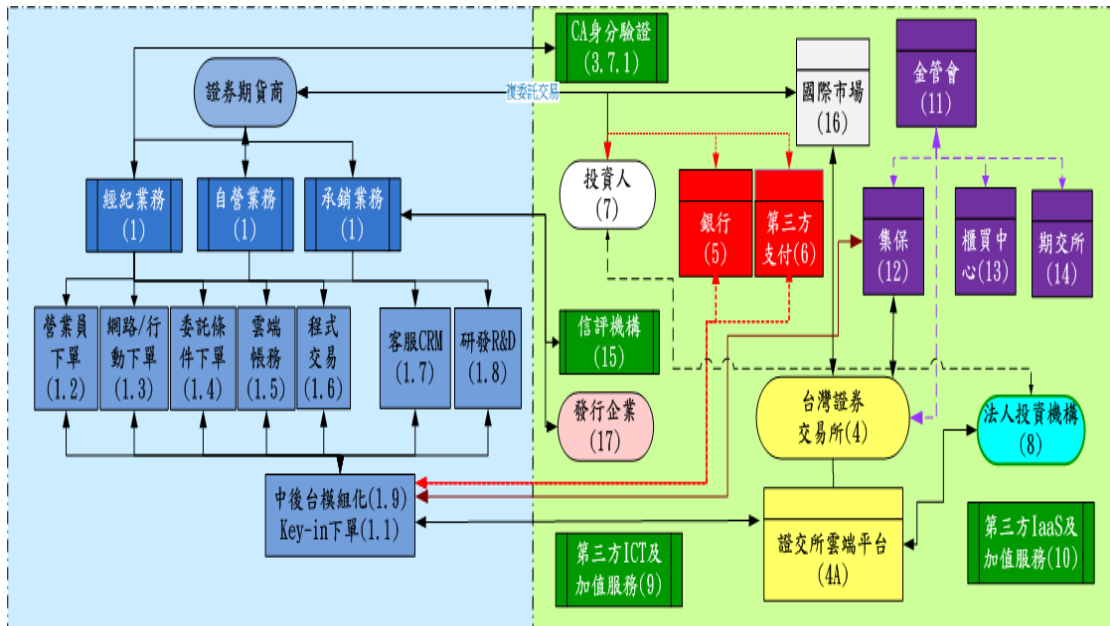 CA身分驗證
(3.7.1)
證券期貨商
複委託交易
國際市場
(16)
金管會
(11)
經紀業務
(1)
自營業務
(1)
承銷業務
(1)
投資人
(7)
銀行
(5)
第三方
支付(6)
集保
(12)
櫃買中
心(13)
期交所
(14)
營業員
下單
(1.2)
網路/行
動下單
(1.3)
委託條
件下單
(1.4)
雲端
帳務
(1.5)
程式
交易
(1.6)
客服CRM
(1.7)
研發R&D
(1.8)
信評機構
(15)
發行企業
(17)
台灣證券
交易所(4)
法人投資機構
(8)
中後台模組化(1.9)
Key-in下單(1.1)
第三方ICT及
加值服務(9)
證交所雲端平台
(4A)
第三方IaaS及
加值服務(10)